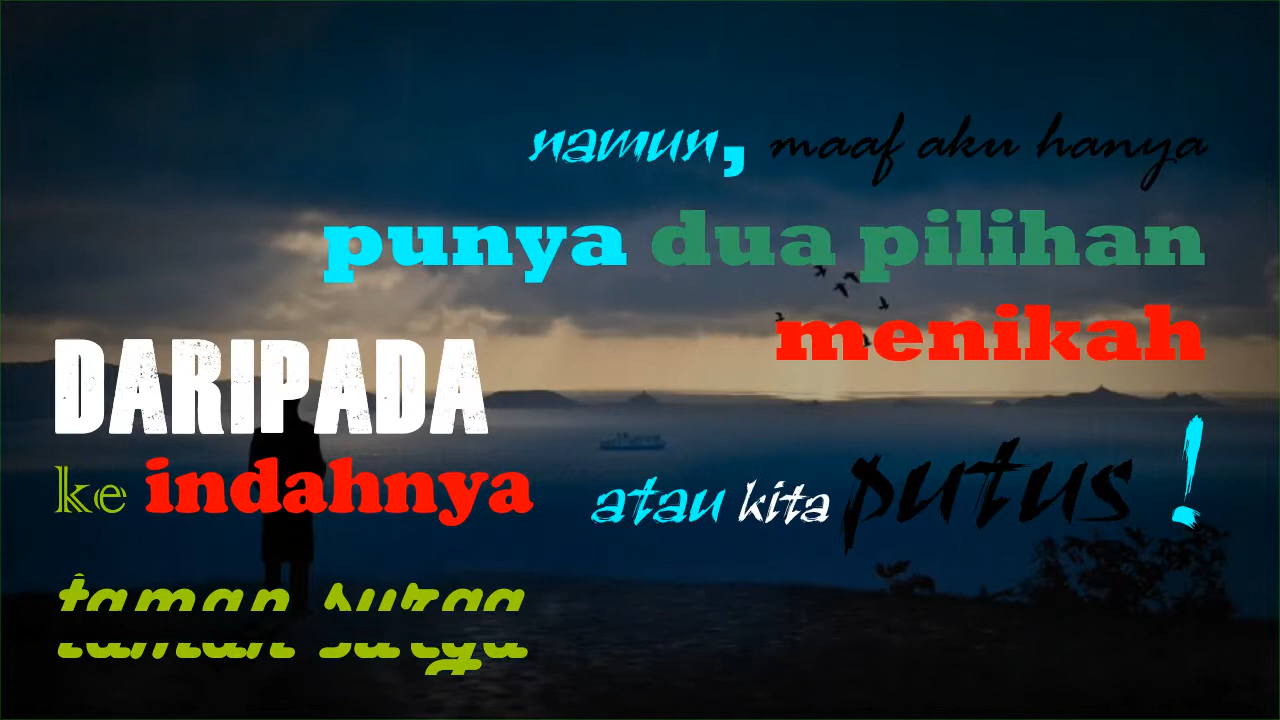 namun, maaf aku hanya
punya dua pilihan
menikah
DARIPADA
ke indahnya
atau kita putus !
taman surga